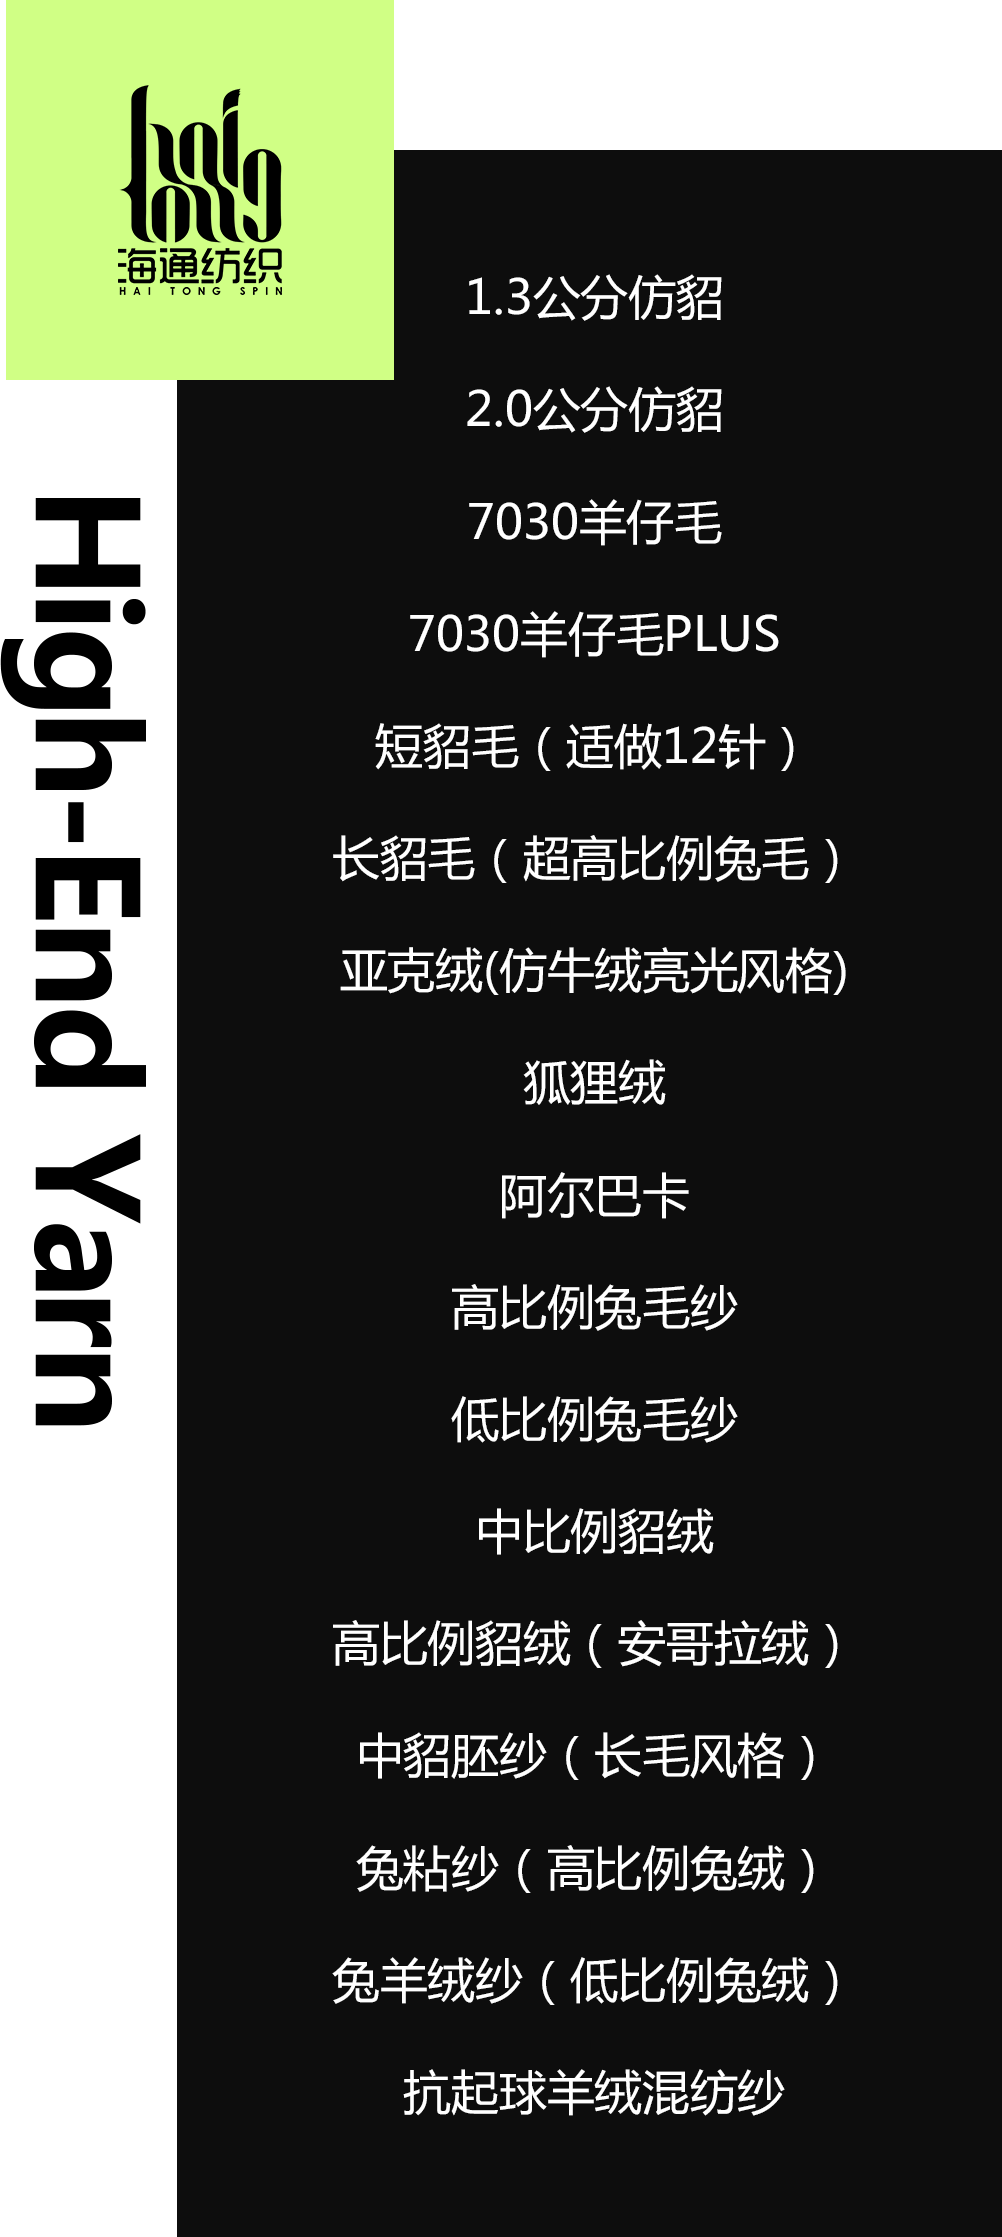 hai
tong
海通纺织
HAI TONG SPIN
High-End Yarn
1.3公分仿貂
2.0公分仿貂
7030羊仔毛
7030羊仔毛PLUS
短貂毛（适做12针）
长貂毛（超高比例兔毛）
亚克绒(仿牛绒亮光风格)
狐狸绒
阿尔巴卡
高比例兔毛纱
低比例兔毛纱
中比例貂绒
高比例貂绒（安哥拉绒）
中貂胚纱（长毛风格）
兔粘纱（高比例兔绒）
兔羊绒纱（低比例兔绒）
抗起球羊绒混纺纱